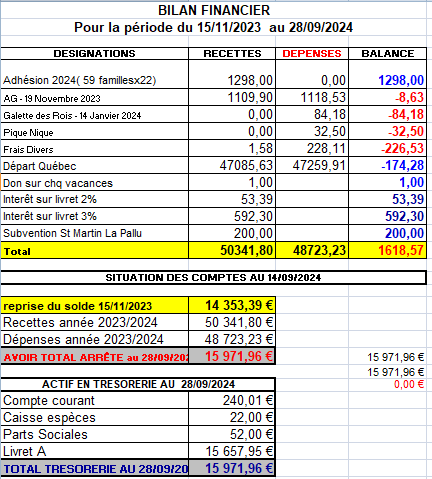 BILAN FINANCIER
Pour la période du 15/11/2023 au 28/09/2024
DESIGNATIONS RECETTES DEPENSES BALANCE
Adhésion 2024( 59 famillesx22) 1298,00 0,00 1298,00
AG - 19 Novembre 2023 1109,90 1118,53 -8,63
Galette des Rois - 14 Janvier 2024 0,00 84,18 -84,18
Pique Nique 0,00 32,50 -32,50
Frais Divers 1,58 228,11 -226,53
Départ Québec 47085,63 47259,91 -174,28
Don sur chq vacances 1,00 1,00
Interêt sur livret 2% 53,39 53,39
Interêt sur livret 3% 592,30 592,30
Subvention St Martin La Pallu 200,00 200,00
Total 50341,80 48723,23 1618,57
SITUATION DES COMPTES AU 14/09/2024
reprise du solde 15/11/2023 14 353,39 €
Recettes année 2023/2024 50 341,80 €
Dépenses année 2023/2024 48 723,23 €
AVOIR TOTAL ARRÊTE au 28/09/202 15 971,96 € 15 971,96 €
15 971,96 €
ACTIF EN TRESORERIE AU 28/09/2024 0,00 €
Compte courant 240,01 €
Caisse espèces 22,00 €
Parts Sociales 52,00 €
Livret A 15 657,95 €
TOTAL TRESORERIE AU 28/09/20 15 971,96 €